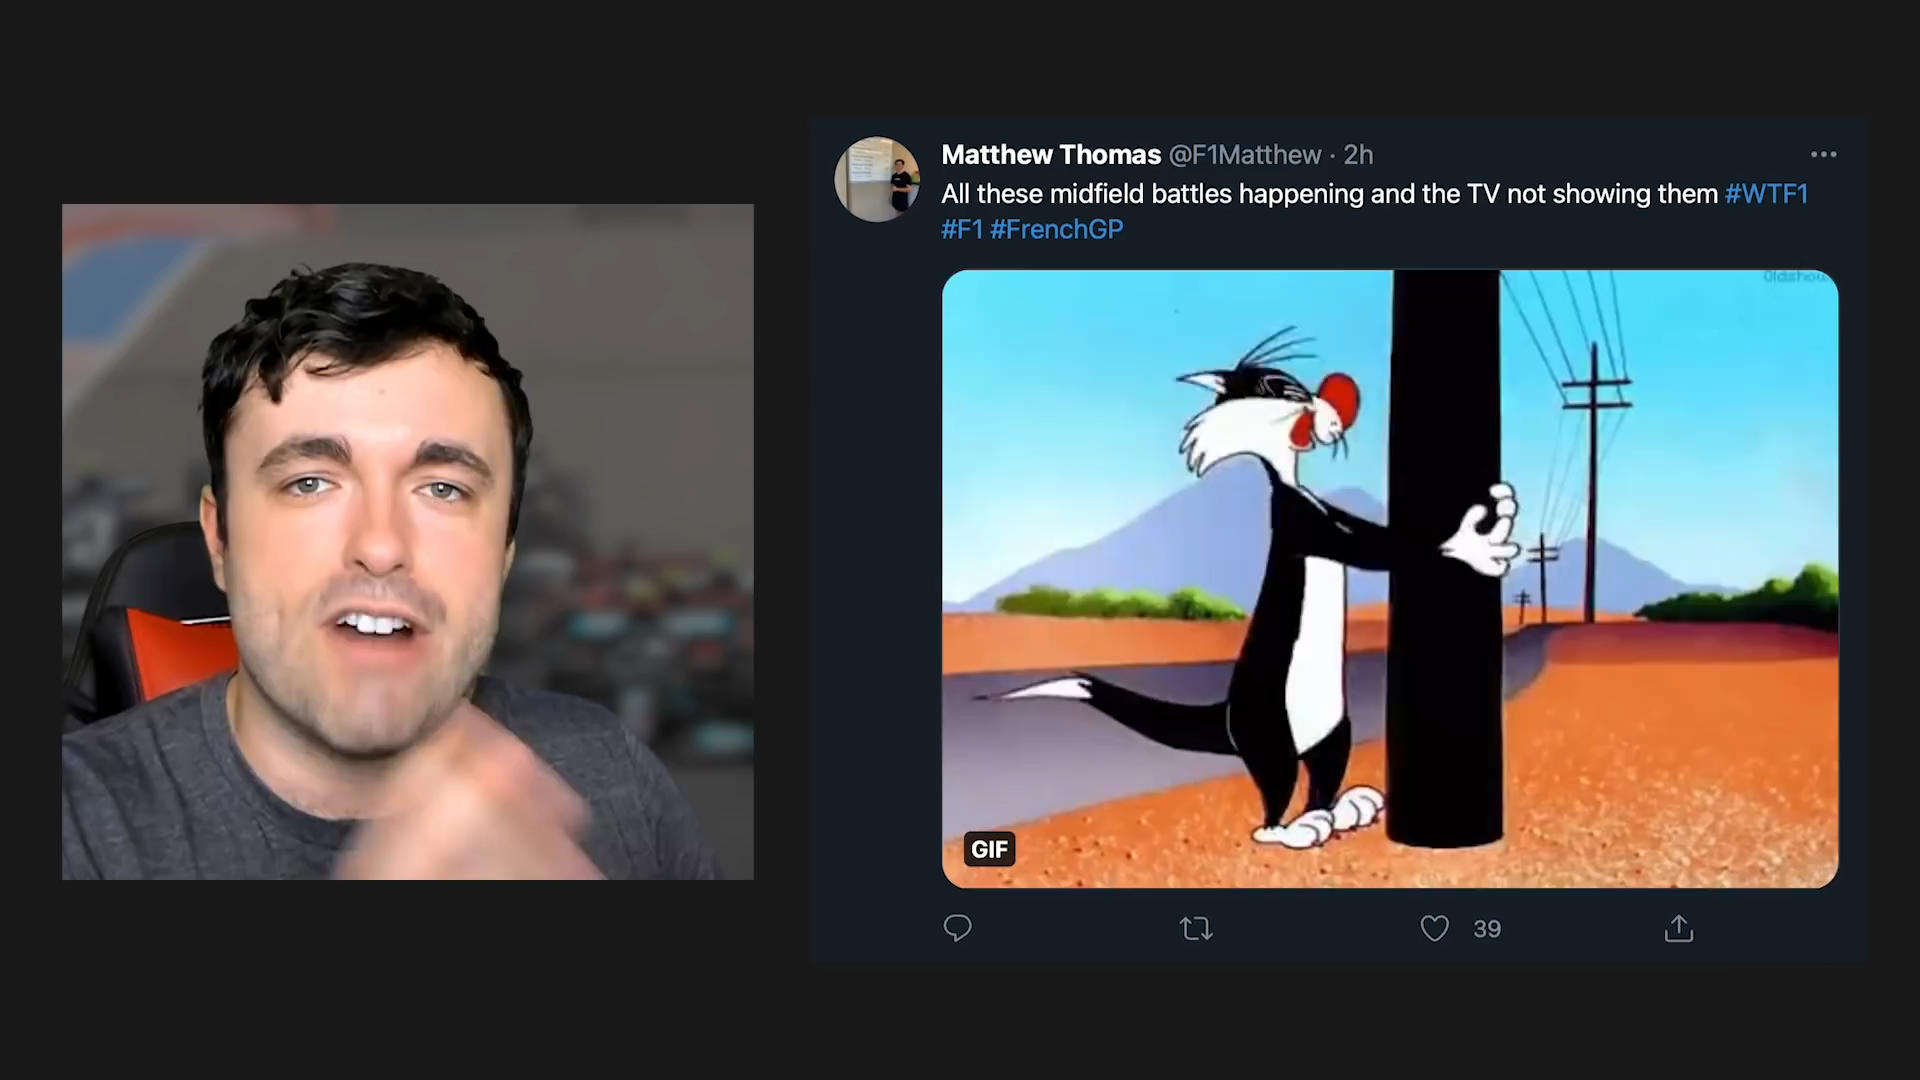 Matthew Thomas @F1Matthew · 2h
All these midfield battles happening and the TV not showing them #WTF1
#F1 #FrenchGP
GIF
39